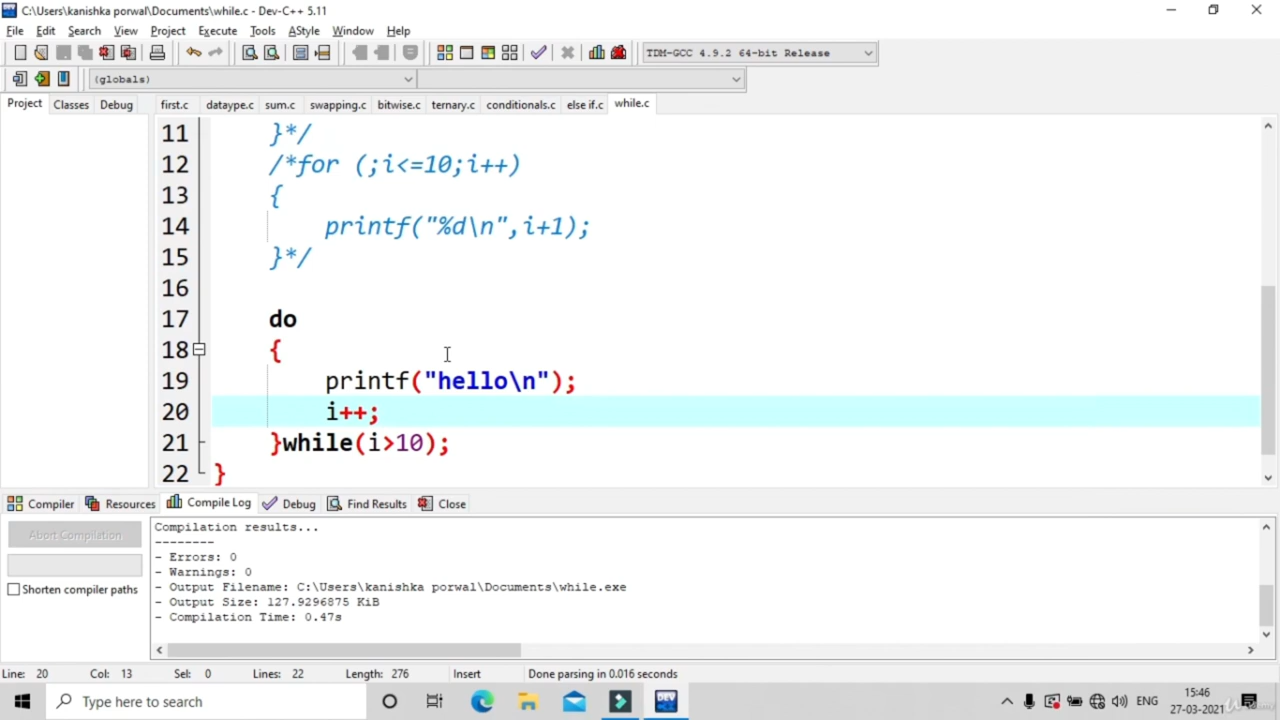 C:\Users\kanishka porwal\Documents\while.c - Dev-C++ 5.11
File Edit Search View Project Execute Tools AStyle Window Help
TDM-GCC 4.9.2 64-bit Release
(globals)
Project Classes Debug first.c dataype.c sum.c swapping.c bitwise.c ternary.c conditionals.c else if.c while.c
11 }*/
12 /*for (;i<=10;i++)
13 {
14 printf("%d\n",i+1);
15 }*/
16
17 do
18 {
19 printf("hello\n");
20 i++;
21 }while(i>10);
22 }
Compiler Resources Compile Log Debug Find Results Close
Abort Compilation
Shorten compiler paths
Compilation results...
--------
- Errors: 0
- Warnings: 0
- Output Filename: C:\Users\kanishka porwal\Documents\while.exe
- Output Size: 127.9296875 KiB
- Compilation Time: 0.47s
Line: 20 Col: 13 Sel: 0 Lines: 22 Length: 276 Insert Done parsing in 0.016 seconds
Type here to search
DEV
ENG
15:46
27-03-2021
Udemy